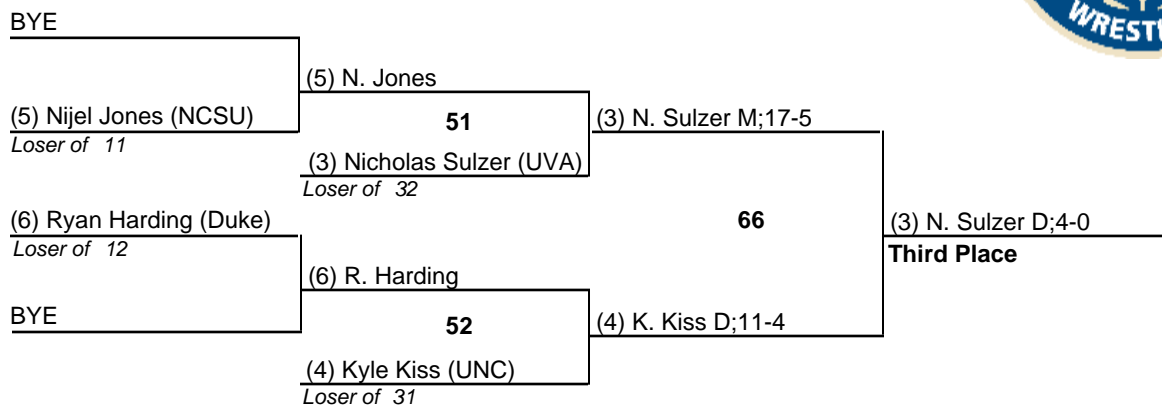 BYE
(5) Nijel Jones (NCSU)
Loser of 11
(5) N. Jones
51
(3) Nicholas Sulzer (UVA)
Loser of 32
(3) N. Sulzer M;17-5
(6) Ryan Harding (Duke)
Loser of 12
BYE
(6) R. Harding
52
(4) Kyle Kiss (UNC)
Loser of 31
(4) K. Kiss D;11-4
66
(3) N. Sulzer D;4-0
Third Place